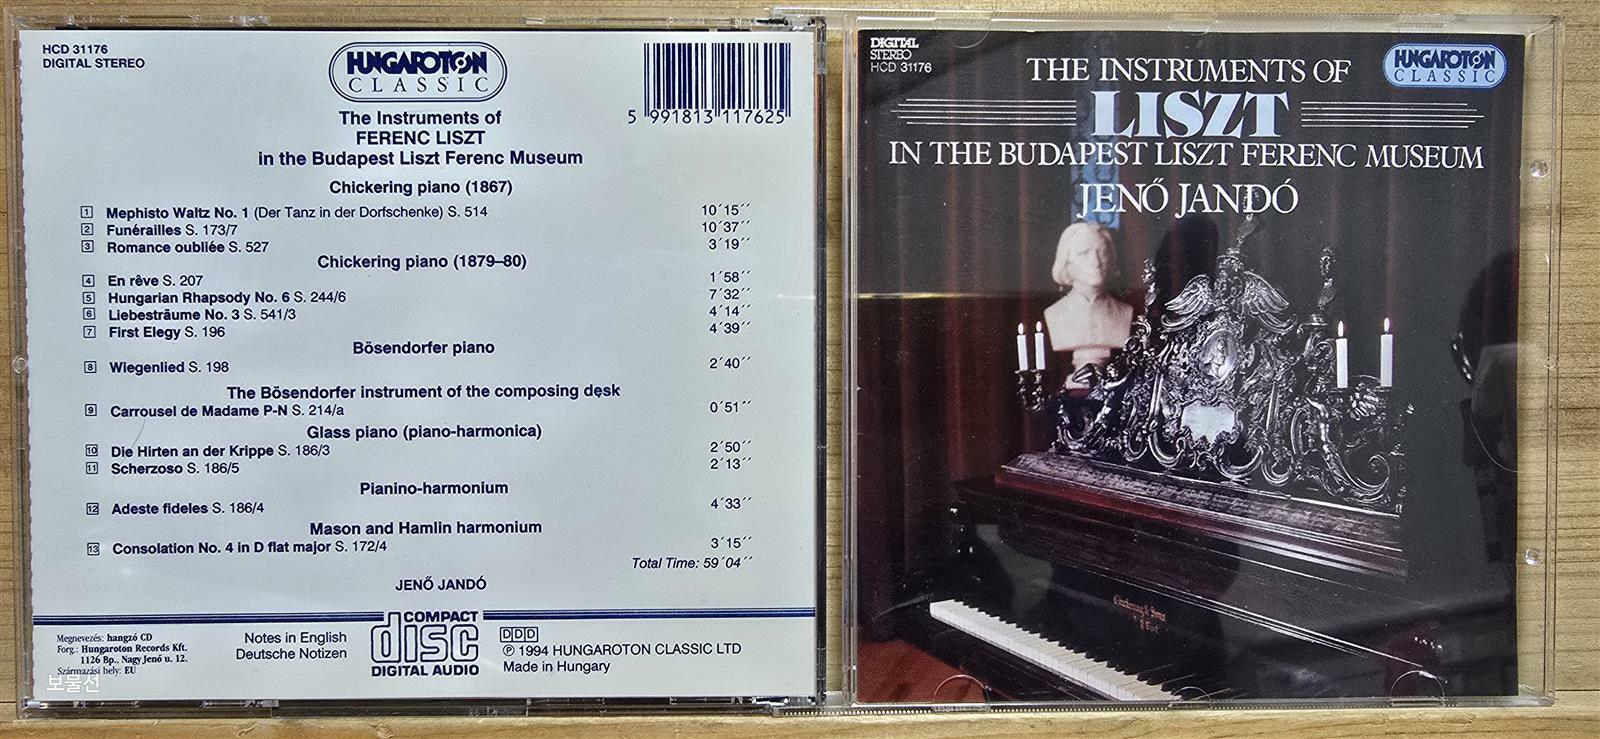 HCD 31176
DIGITAL STEREO
HUNGAROTON
CLASSIC
5 991813 117625
The Instruments of
FERENC LISZT
in the Budapest Liszt Ferenc Museum
Chickering piano (1867)
1 Mephisto Waltz No. 1 (Der Tanz in der Dorfschenke) S. 514 10´15´´
2 Funérailles S. 173/7 10´37´´
3 Romance oubliée S. 527 3´19´´
Chickering piano (1879–80)
4 En rêve S. 207 1´58´´
5 Hungarian Rhapsody No. 6 S. 244/6 7´32´´
6 Liebesträume No. 3 S. 541/3 4´14´´
7 First Elegy S. 196 4´39´´
Bösendorfer piano
8 Wiegenlied S. 198 2´40´´
The Bösendorfer instrument of the composing desk
9 Carrousel de Madame P-N S. 214/a 0´51´´
Glass piano (piano-harmonica)
10 Die Hirten an der Krippe S. 186/3 2´50´´
11 Scherzoso S. 186/5 2´13´´
Pianino-harmonium
12 Adeste fideles S. 186/4 4´33´´
Mason and Hamlin harmonium
13 Consolation No. 4 in D flat major S. 172/4 3´15´´
Total Time: 59´04´´
JENŐ JANDÓ
Megnevezés: hangzó CD
Forg.: Hungaroton Records Kft.
1126 Bp., Nagy Jenő u. 12.
Származási hely: EU
보물선
Notes in English
Deutsche Notizen
COMPACT
disc
DIGITAL AUDIO
DDD
℗ 1994 HUNGAROTON CLASSIC LTD
Made in Hungary
DIGITAL
STEREO
HCD 31176
HUNGAROTON
CLASSIC
THE INSTRUMENTS OF
LISZT
IN THE BUDAPEST LISZT FERENC MUSEUM
JENŐ JANDÓ
Chickering & Sons